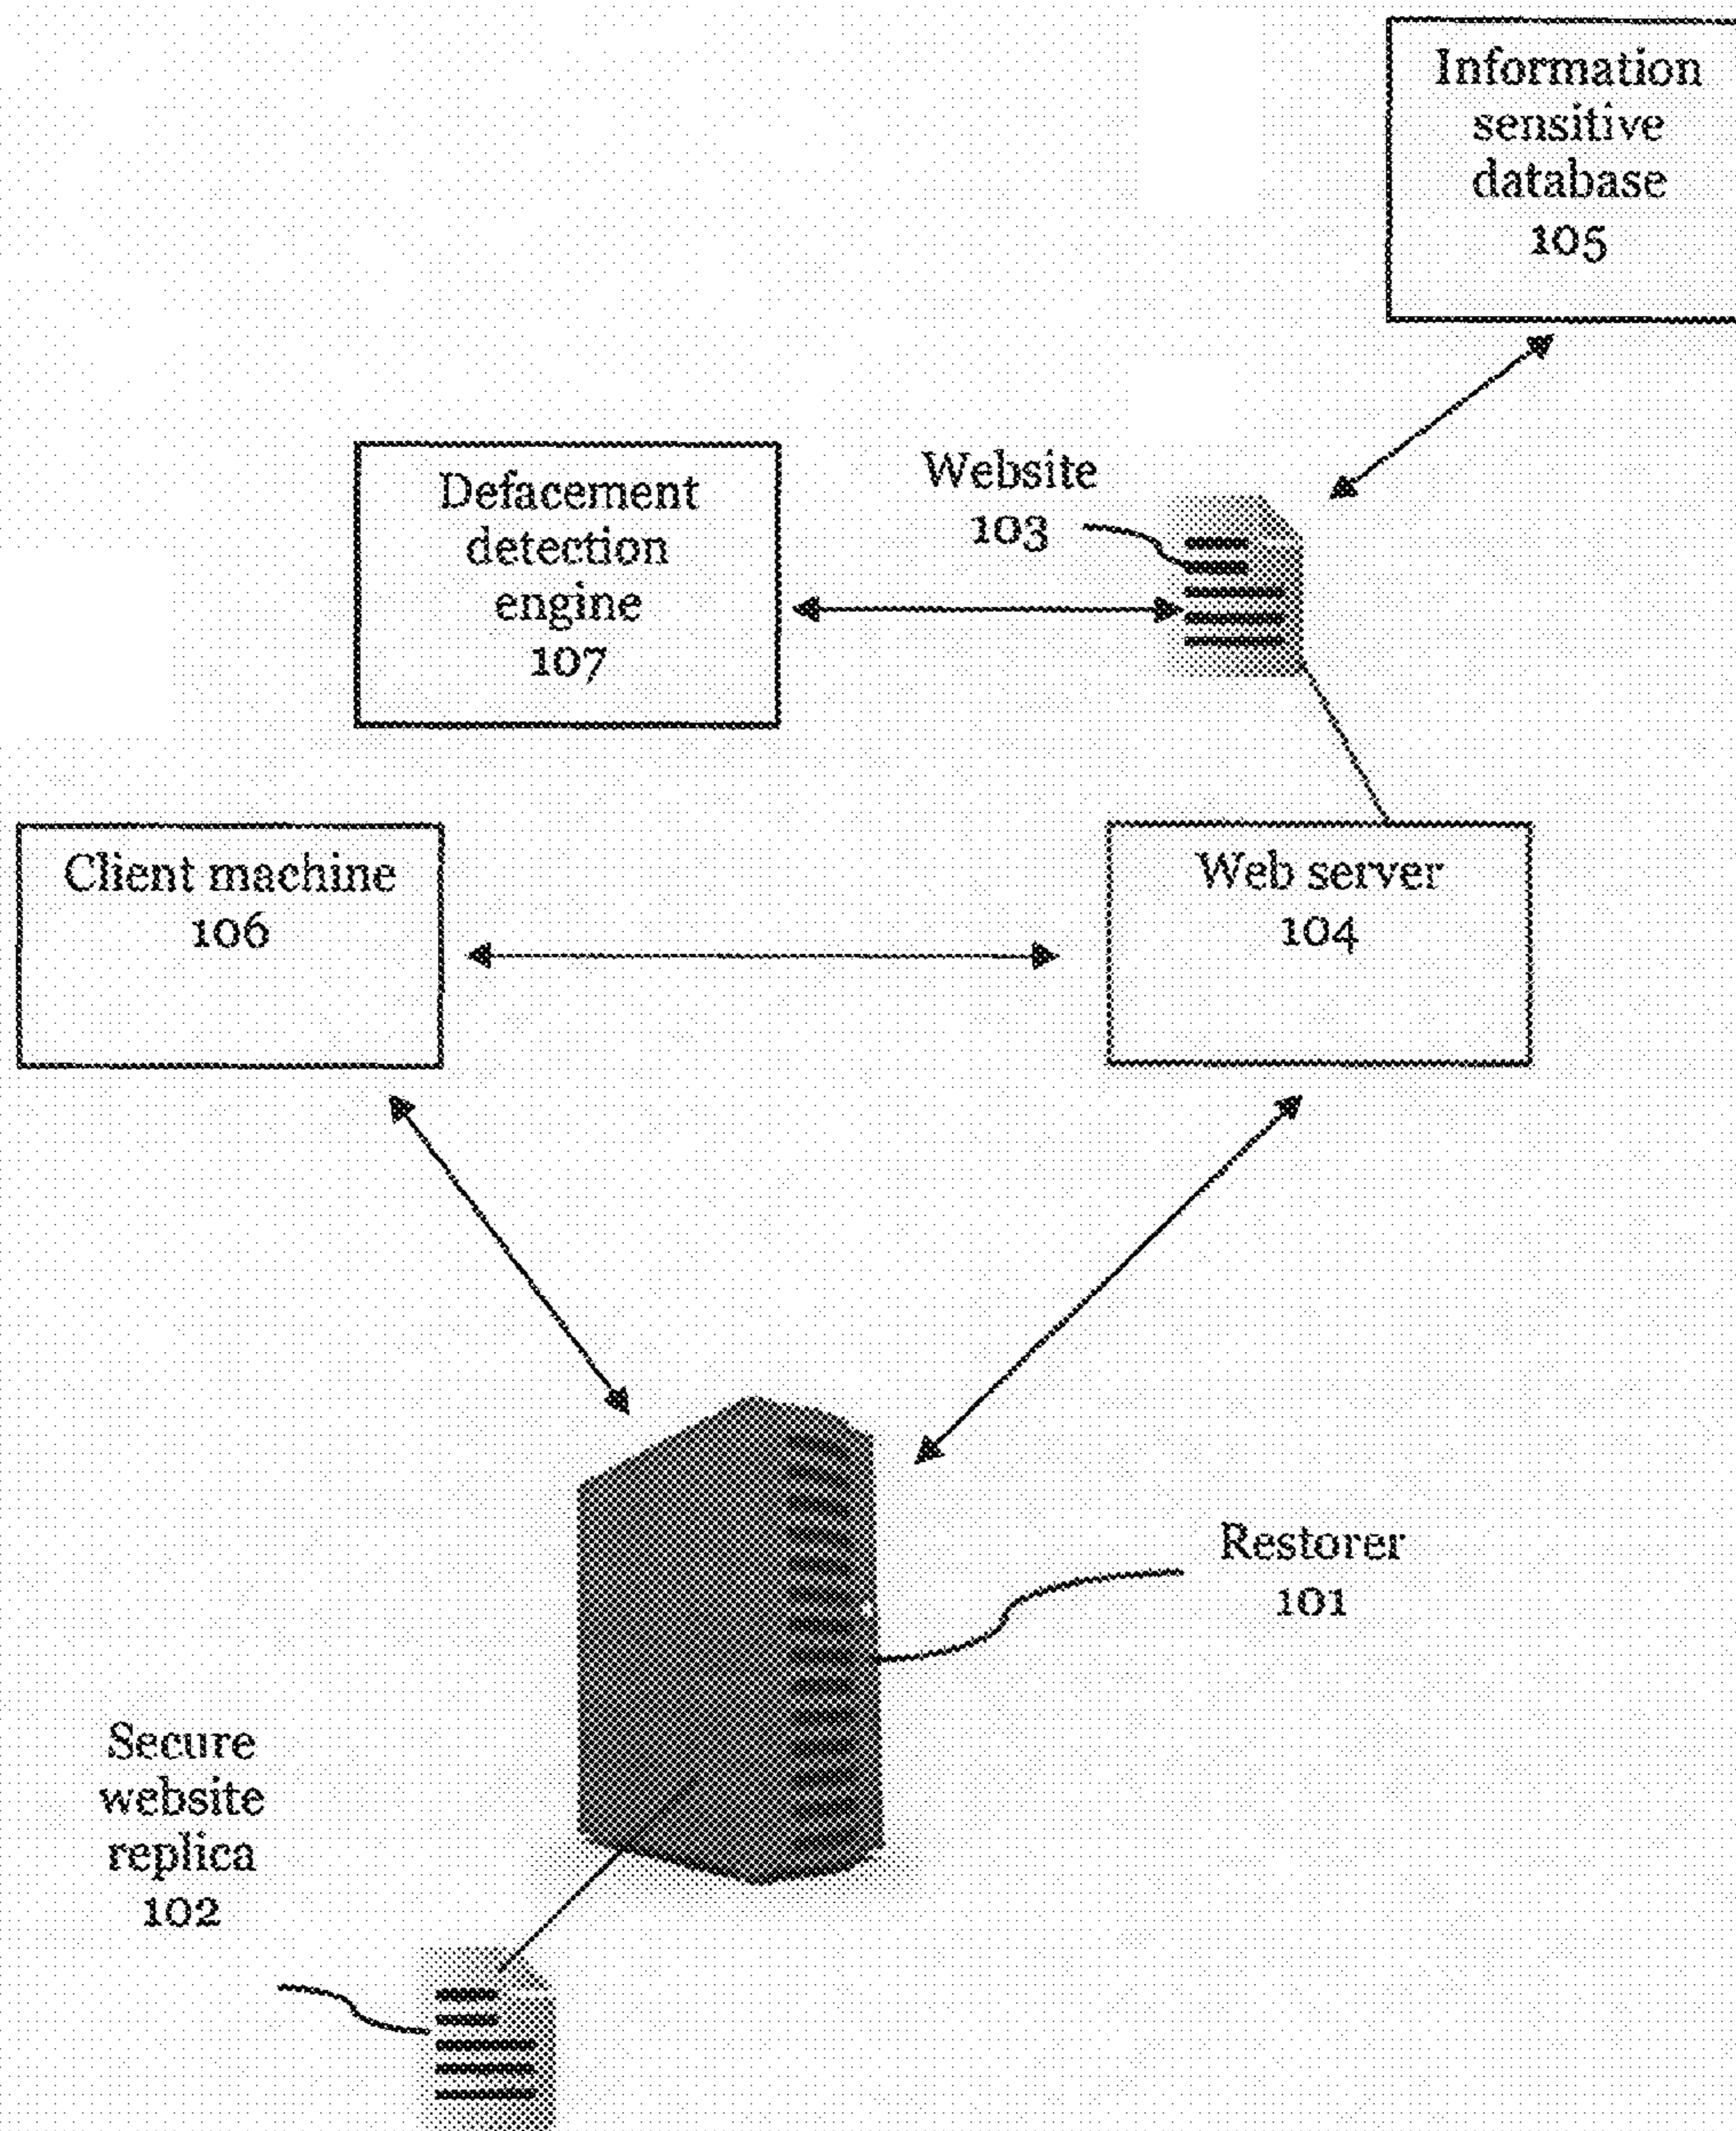 Information
sensitive
database
105
Website
103
Defacement
detection
engine
107
Client machine
106
Web server
104
Restorer
101
Secure
website
replica
102